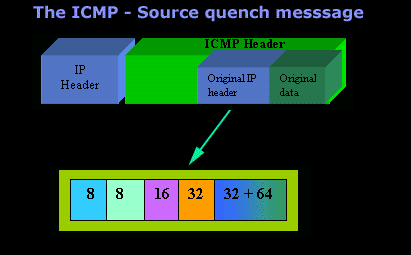 The ICMP - Source quench messsage
ICMP Header
IP
Header
Original IP
header
Original
data
8 8 16 32 32 + 64